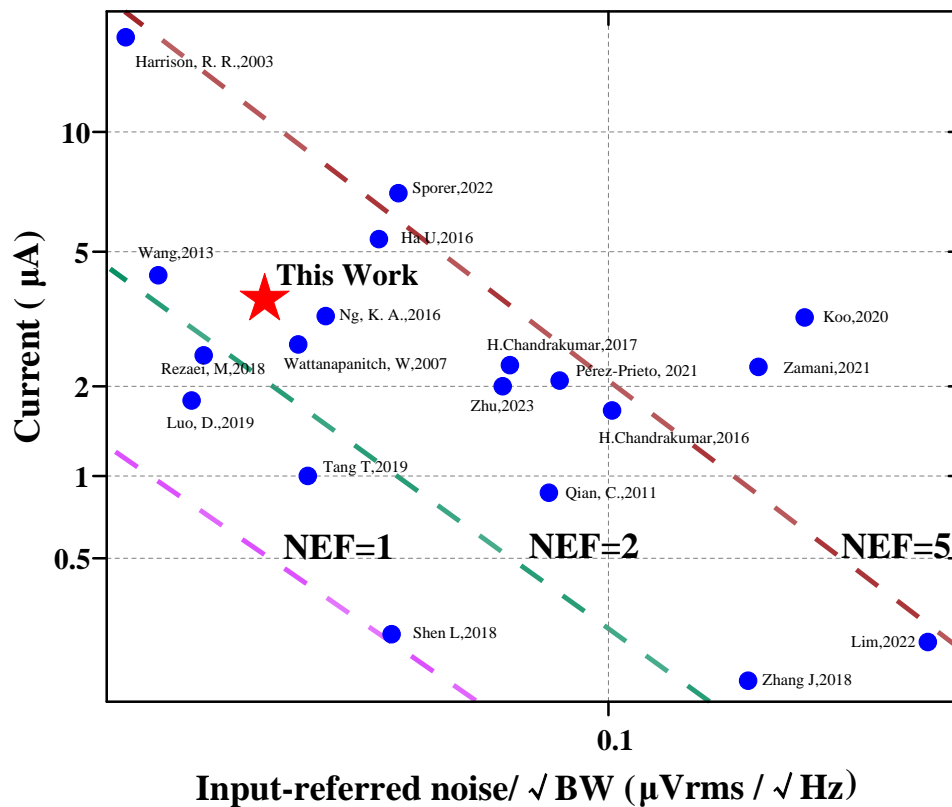 Harrison, R. R.,2003
10
Sporer,2022
Ha U,2016
5
Wang,2013
This Work
Ng, K. A.,2016
Koo,2020
H.Chandrakumar,2017
Rezaei, M,2018
Wattanapanitch, W,2007
Perez-Prieto, 2021
Zamani,2021
2
Zhu,2023
Luo, D.,2019
H.Chandrakumar,2016
1
Tang T,2019
Qian, C.,2011
NEF=1
NEF=2
NEF=5
0.5
Shen L,2018
Lim,2022
Zhang J,2018
Current ( μA)
0.1
Input-referred noise/ √BW (μVrms / √Hz)